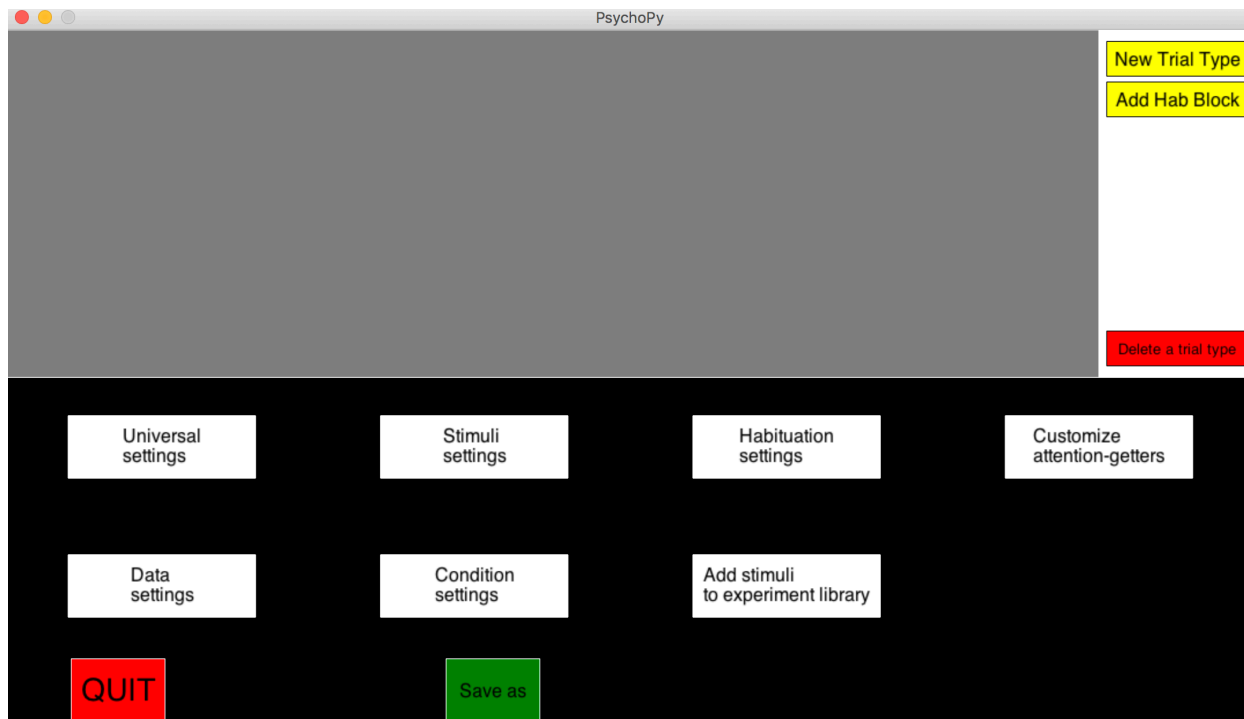 PsychoPy
New Trial Type
Add Hab Block
Delete a trial type
Universal
settings
Stimuli
settings
Habituation
settings
Customize
attention-getters
Data
settings
Condition
settings
Add stimuli
to experiment library
QUIT
Save as